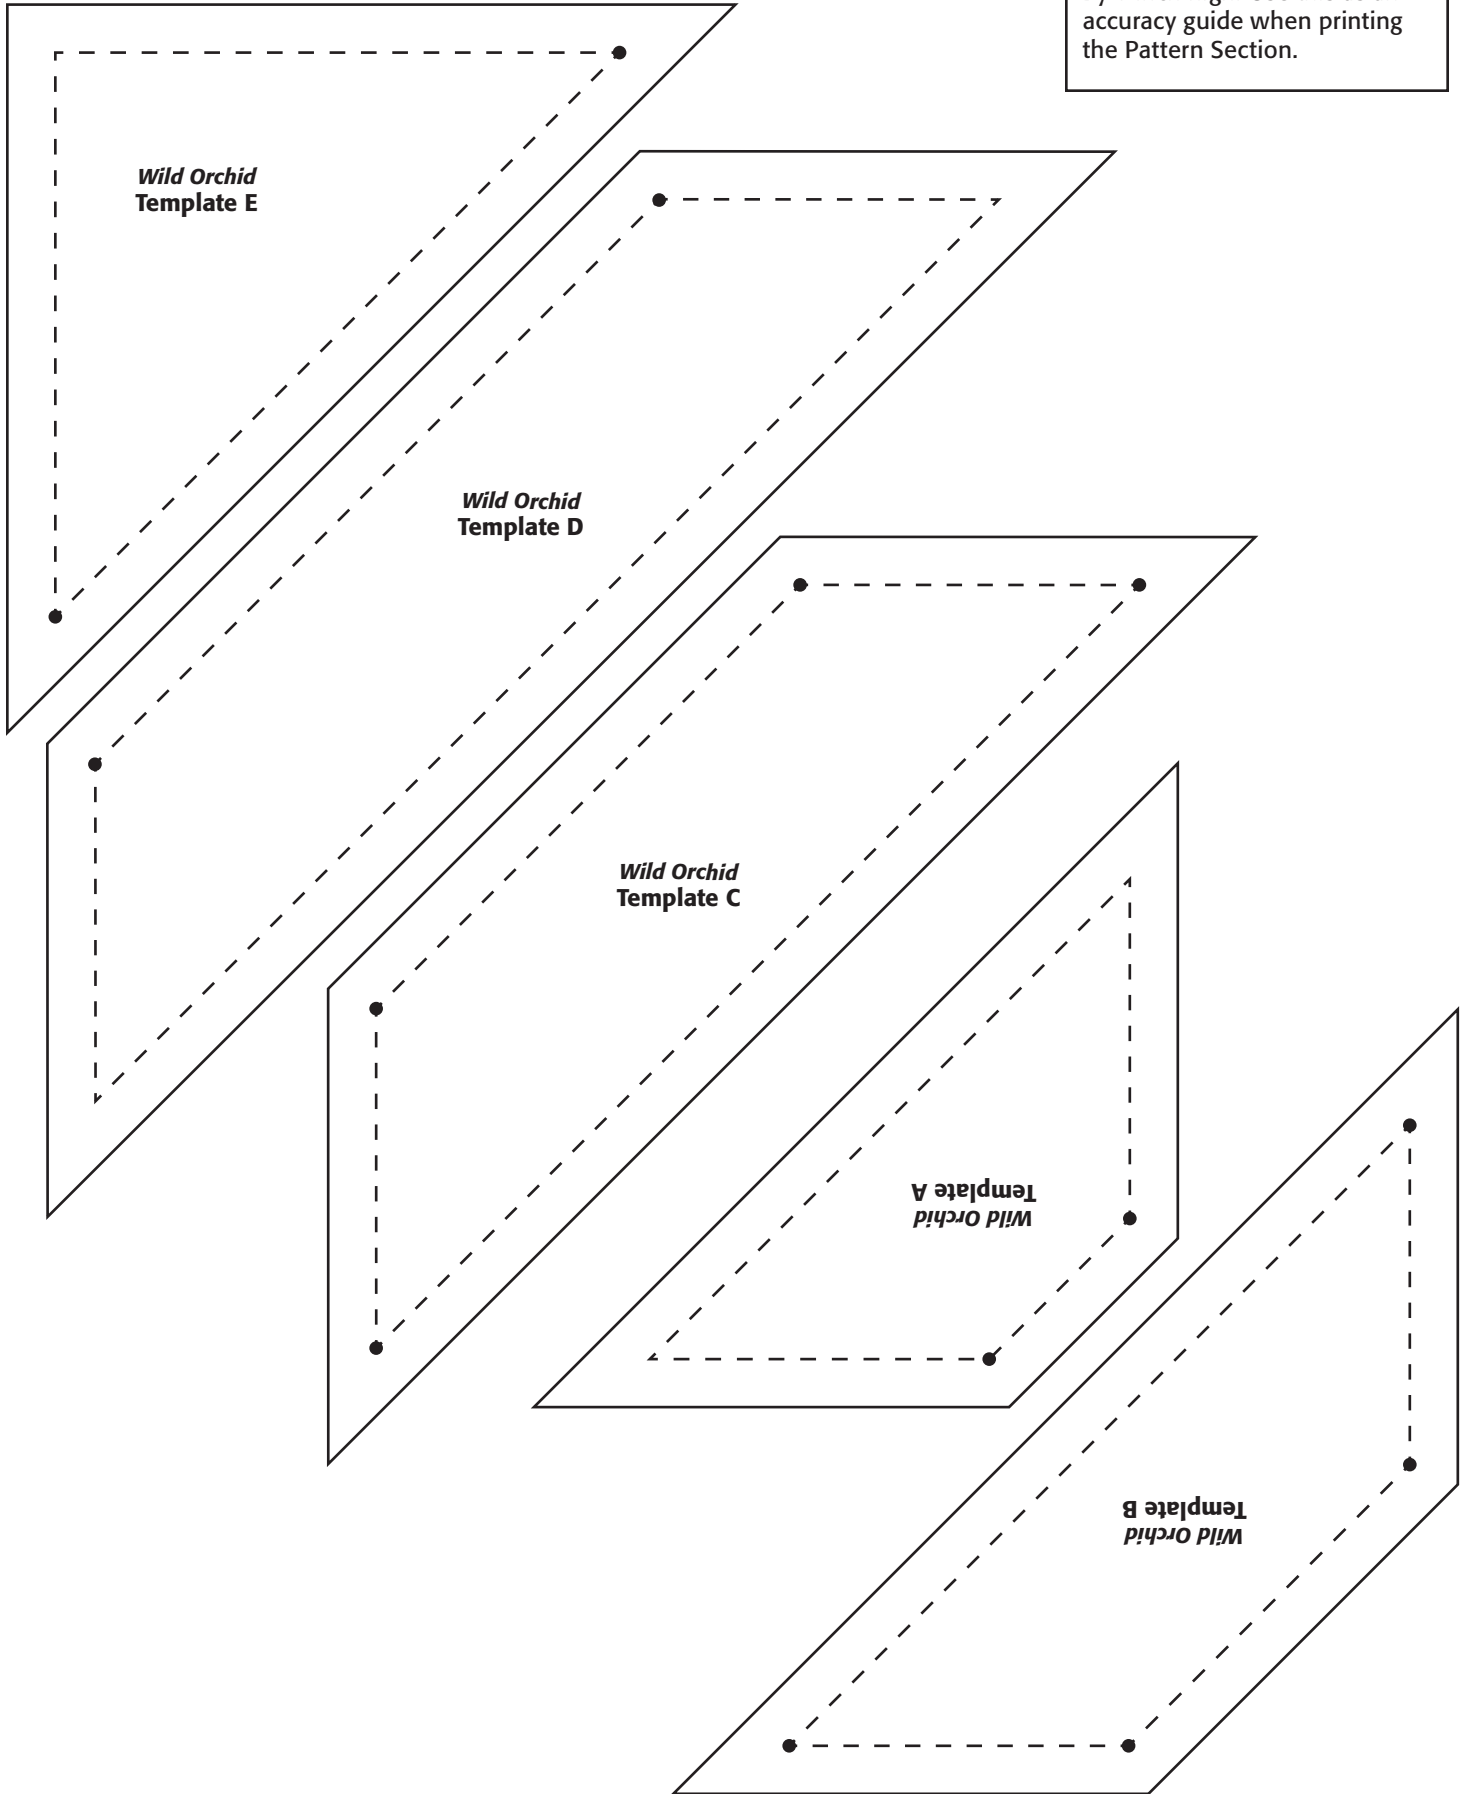 accuracy guide when printing
the Pattern Section.
Wild Orchid
Template E
Wild Orchid
Template D
Wild Orchid
Template C
Wild Orchid
Template A
Wild Orchid
Template B